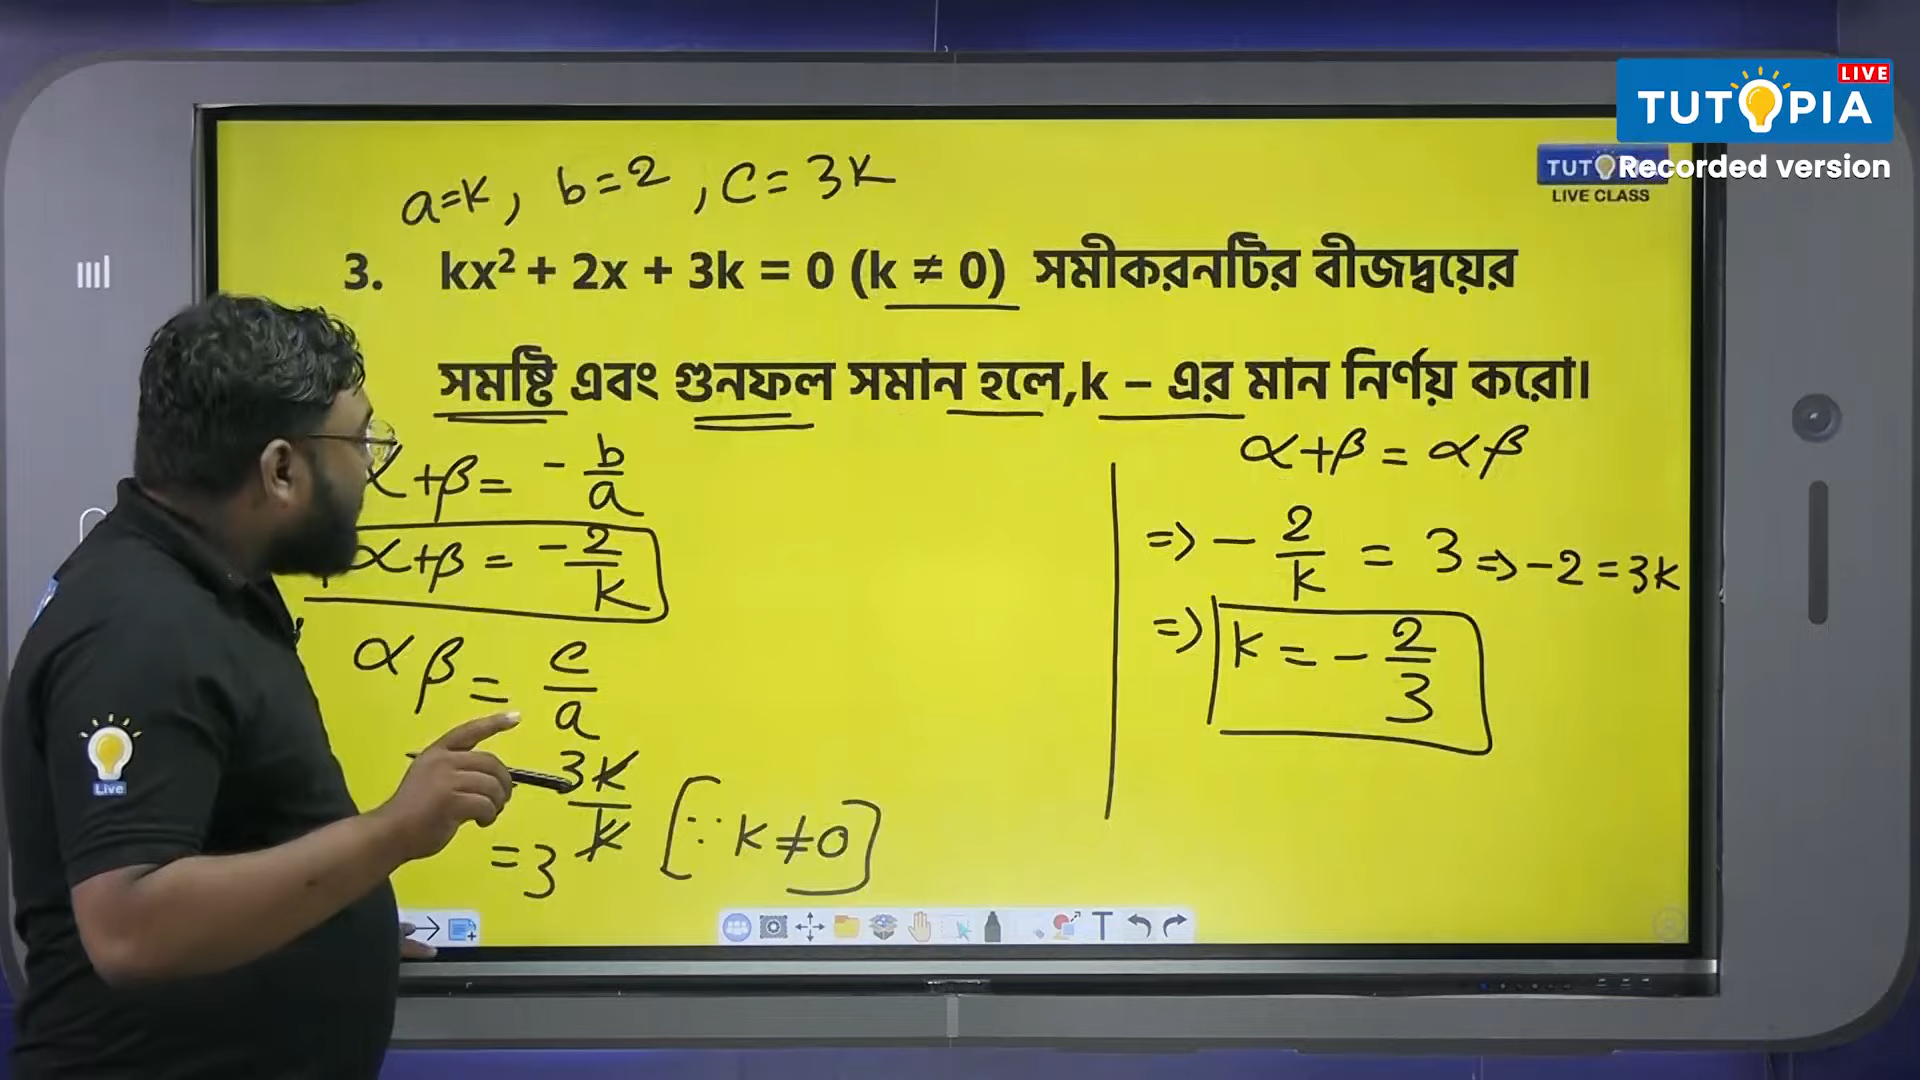 LIVE
TUTOPIA
Recorded version
LIVE CLASS
a=k, b=2, c=3k
3. kx² + 2x + 3k = 0 (k ≠ 0) সমীকরনটির বীজদ্বয়ের
সমষ্টি এবং গুনফল সমান হলে,k – এর মান নির্ণয় করো।
α+β = - b/a
α+β = - 2/k
αβ = c/a
3k/k [∵ k≠0]
=3
α+β = αβ
=> - 2/k = 3 => -2 = 3k
=> k = - 2/3
Live
T